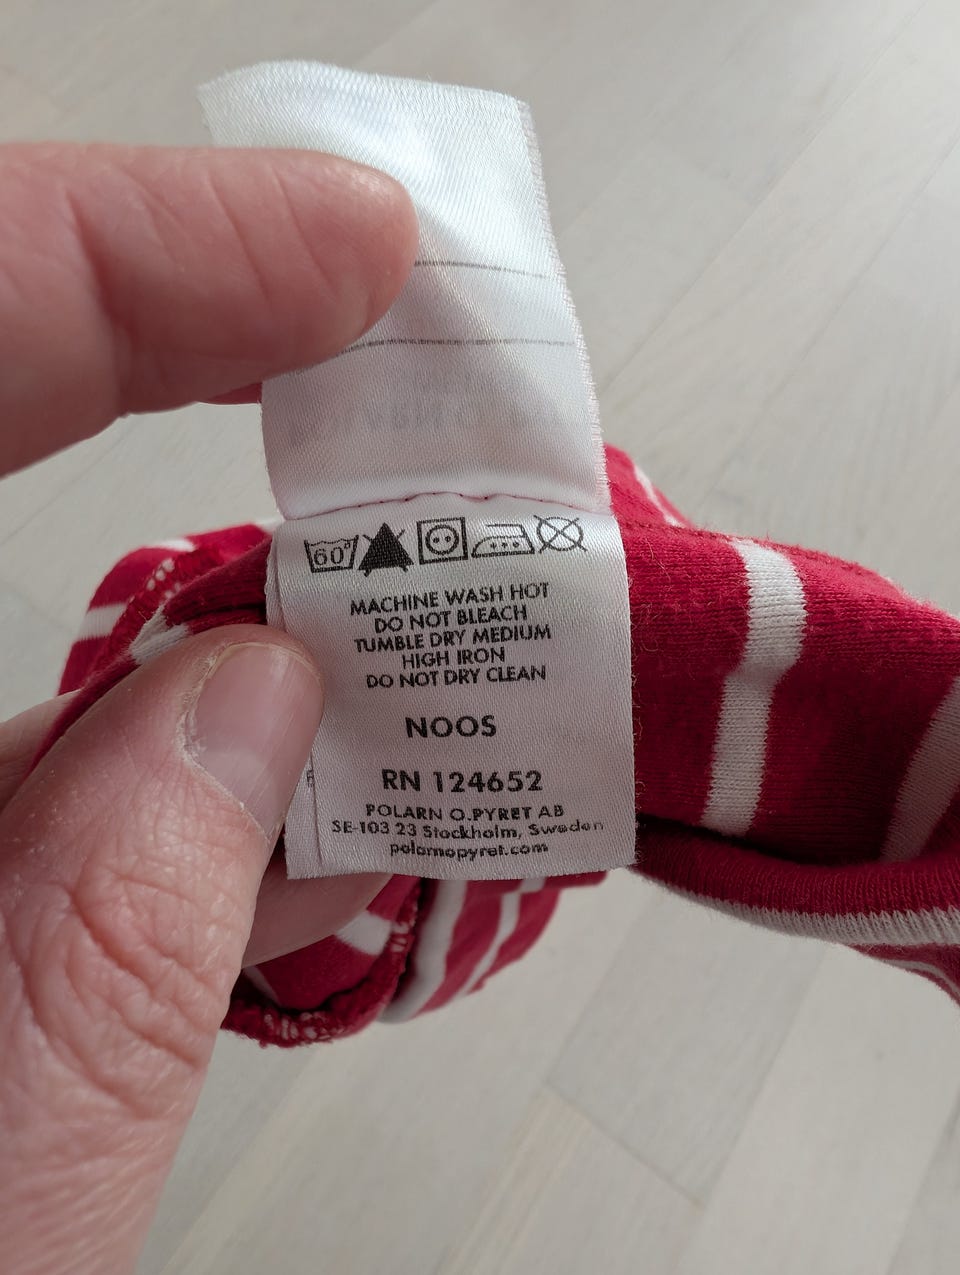 60°
MACHINE WASH HOT
DO NOT BLEACH
TUMBLE DRY MEDIUM
HIGH IRON
DO NOT DRY CLEAN
NOOS
RN 124652
POLARN O.PYRET AB
SE-103 23 Stockholm, Sweden
polarnopyret.com